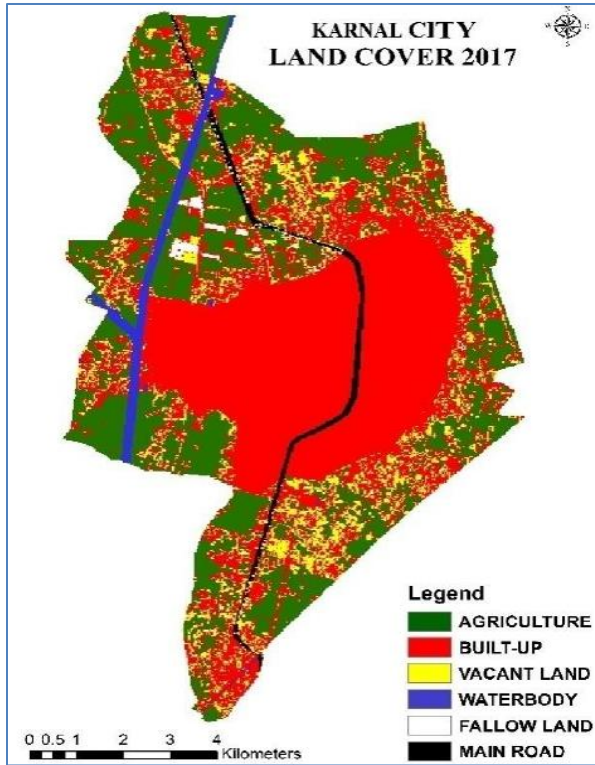 KARNAL CITY
LAND COVER 2017
N
W E
S
Legend
AGRICULTURE
BUILT-UP
VACANT LAND
WATERBODY
FALLOW LAND
MAIN ROAD
0 0.5 1 2 3 4
Kilometers